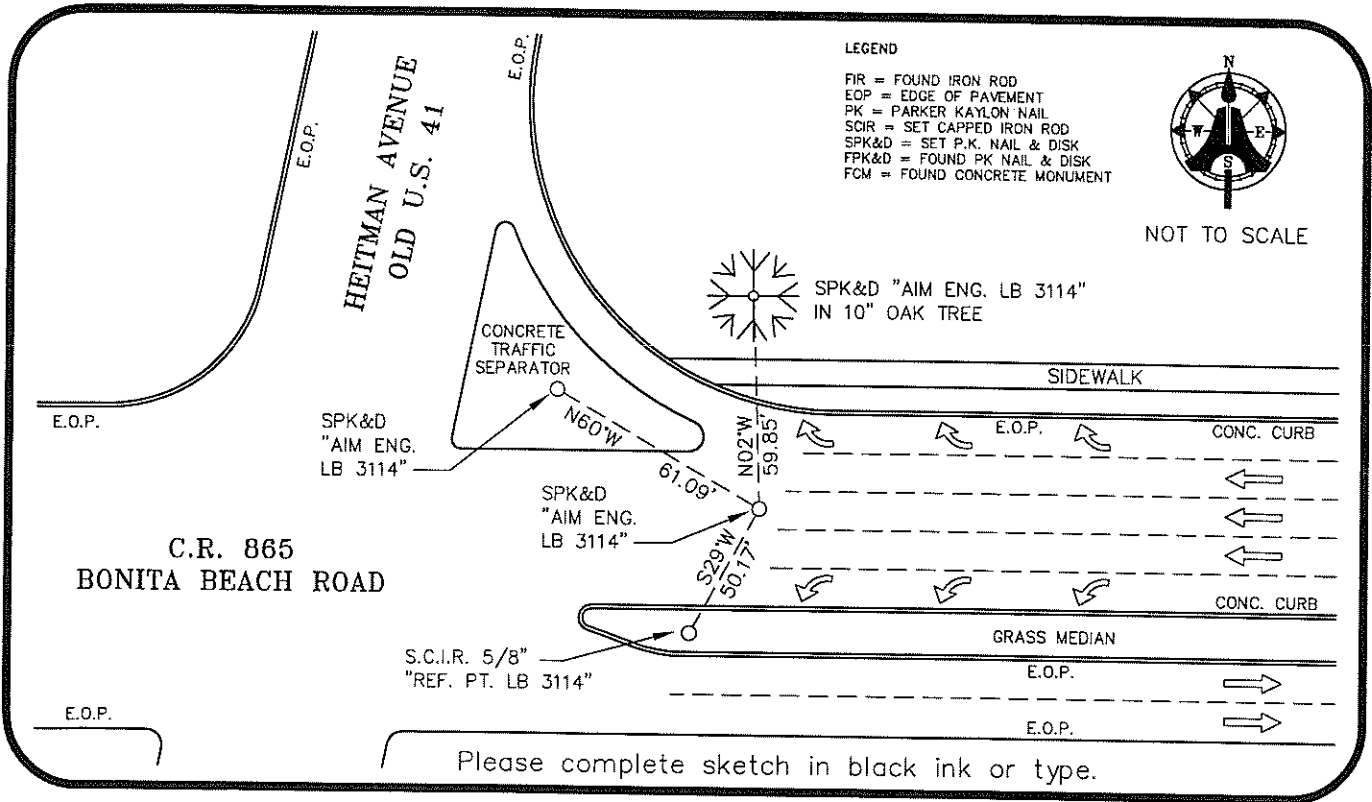 E.O.P.
E.O.P.
HEITMAN AVENUE
OLD U.S. 41
LEGEND
FIR = FOUND IRON ROD
EOP = EDGE OF PAVEMENT
PK = PARKER KAYLON NAIL
SCIR = SET CAPPED IRON ROD
SPK&D = SET P.K. NAIL & DISK
FPK&D = FOUND PK NAIL & DISK
FCM = FOUND CONCRETE MONUMENT
N
W
E
S
NOT TO SCALE
SPK&D "AIM ENG. LB 3114"
IN 10" OAK TREE
CONCRETE
TRAFFIC
SEPARATOR
SIDEWALK
E.O.P.
SPK&D
"AIM ENG.
LB 3114"
N60°W
61.09'
N02°W
59.85'
E.O.P.
CONC. CURB
SPK&D
"AIM ENG.
LB 3114"
C.R. 865
BONITA BEACH ROAD
S29°W
50.17'
CONC. CURB
GRASS MEDIAN
S.C.I.R. 5/8"
"REF. PT. LB 3114"
E.O.P.
E.O.P.
E.O.P.
Please complete sketch in black ink or type.